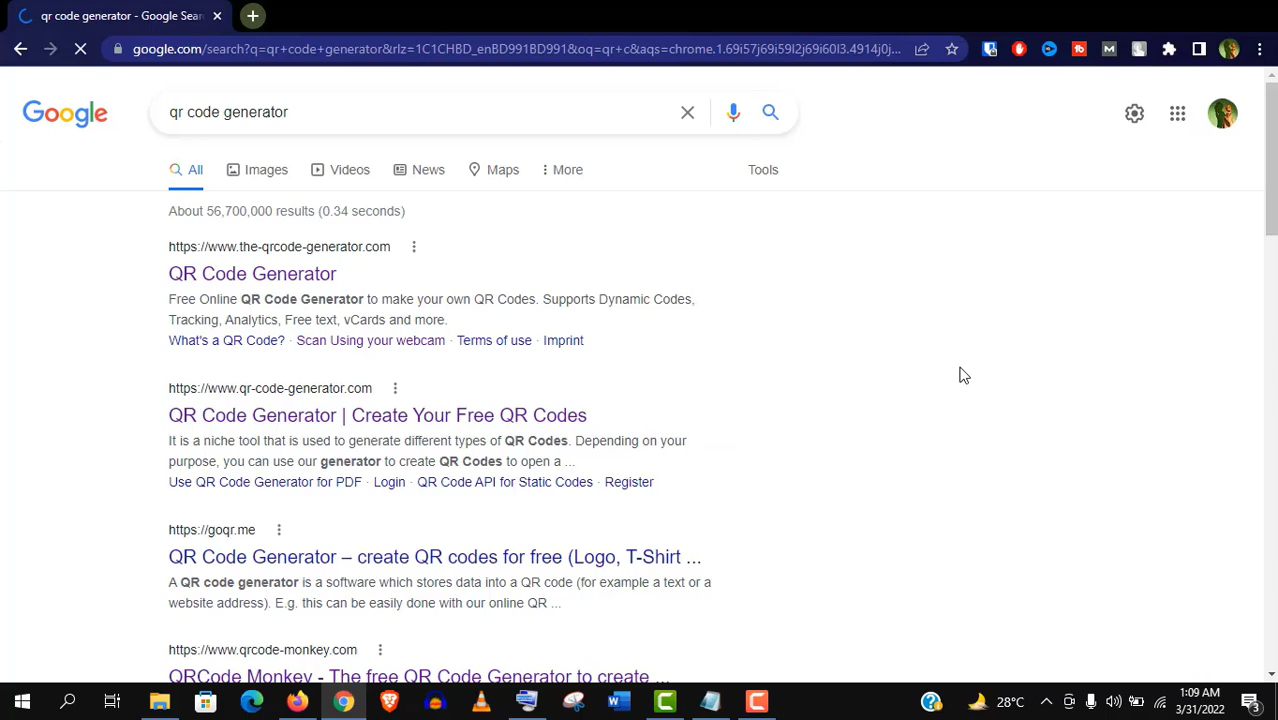 qr code generator - Google Sear
google.com/search?q=qr+code+generator&rlz=1C1CHBD_enBD991BD991&oq=qr+c&aqs=chrome.1.69i57j69i59l2j69i60l3.4914j0j...
Google
qr code generator
All Images Videos News Maps More Tools
About 56,700,000 results (0.34 seconds)
https://www.the-qrcode-generator.com
QR Code Generator
Free Online QR Code Generator to make your own QR Codes. Supports Dynamic Codes,
Tracking, Analytics, Free text, vCards and more.
What's a QR Code? · Scan Using your webcam · Terms of use · Imprint
https://www.qr-code-generator.com
QR Code Generator | Create Your Free QR Codes
It is a niche tool that is used to generate different types of QR Codes. Depending on your
purpose, you can use our generator to create QR Codes to open a ...
Use QR Code Generator for PDF · Login · QR Code API for Static Codes · Register
https://goqr.me
QR Code Generator – create QR codes for free (Logo, T-Shirt ...
A QR code generator is a software which stores data into a QR code (for example a text or a
website address). E.g. this can be easily done with our online QR ...
https://www.qrcode-monkey.com
QRCode Monkey - The free QR Code Generator to create ...
28°C
1:09 AM
3/31/2022
3